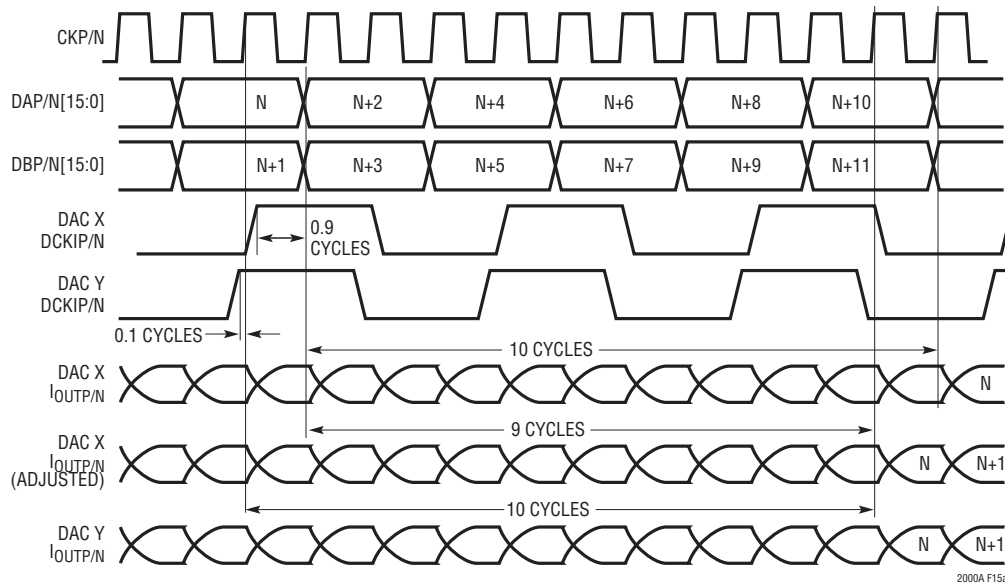 CKP/N
DAP/N[15:0]
N
N+2
N+4
N+6
N+8
N+10
DBP/N[15:0]
N+1
N+3
N+5
N+7
N+9
N+11
DAC X
DCKIP/N
0.9
CYCLES
DAC Y
DCKIP/N
0.1 CYCLES
10 CYCLES
DAC X
IOUTP/N
N
9 CYCLES
DAC X
IOUTP/N
(ADJUSTED)
N
N+1
10 CYCLES
DAC Y
IOUTP/N
N
N+1